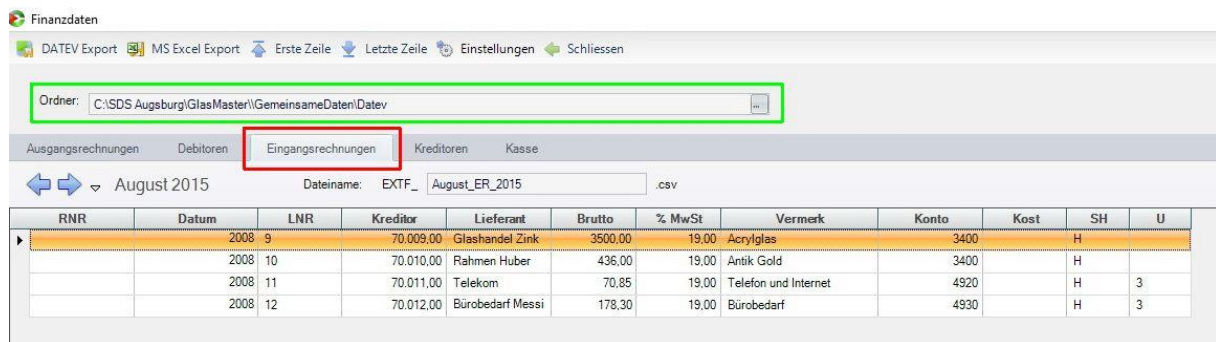 Finanzdaten
DATEV Export MS Excel Export Erste Zeile Letzte Zeile Einstellungen Schliessen
Ordner: C:\SDS Augsburg\GlasMaster\\GemeinsameDaten\Datev ...
Ausgangsrechnungen Debitoren Eingangsrechnungen Kreditoren Kasse
August 2015 Dateiname: EXTF_ August_ER_2015 .csv
RNR Datum LNR Kreditor Lieferant Brutto % MwSt Vermerk Konto Kost SH U
2008 9 70.009,00 Glashandel Zink 3500,00 19,00 Acrylglas 3400 H
2008 10 70.010,00 Rahmen Huber 436,00 19,00 Antik Gold 3400 H
2008 11 70.011,00 Telekom 70,85 19,00 Telefon und Internet 4920 H 3
2008 12 70.012,00 Bürobedarf Messi 178,30 19,00 Bürobedarf 4930 H 3